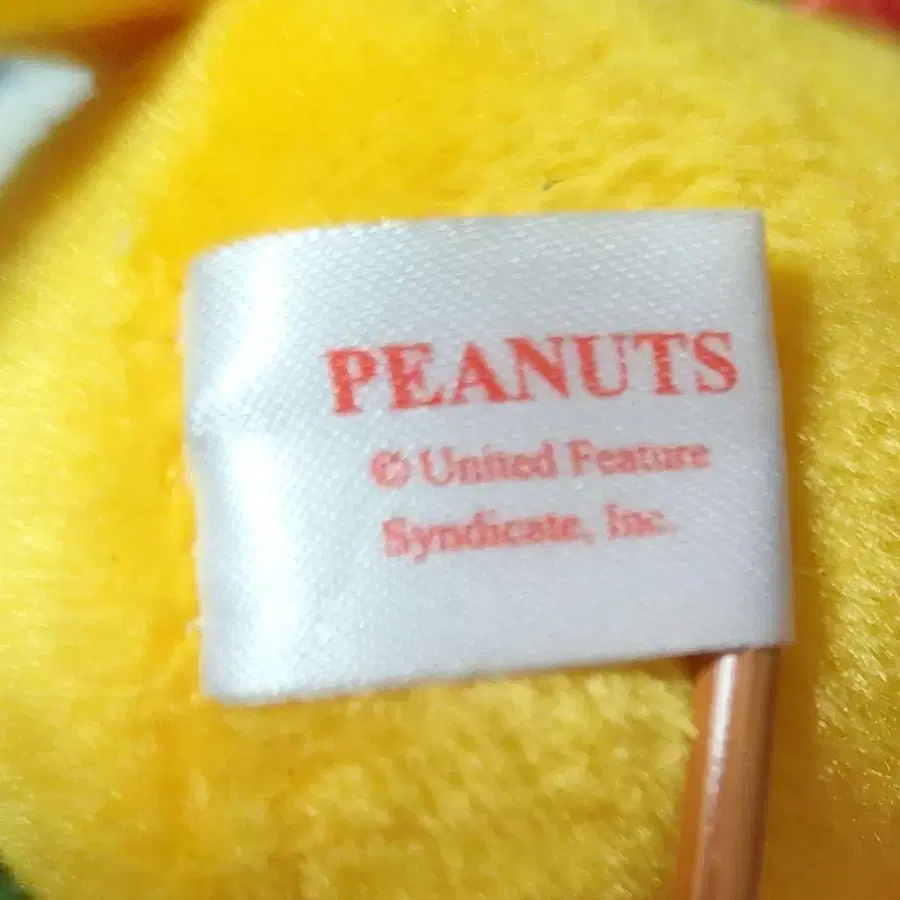 PEANUTS
© United Feature
Syndicate, Inc.